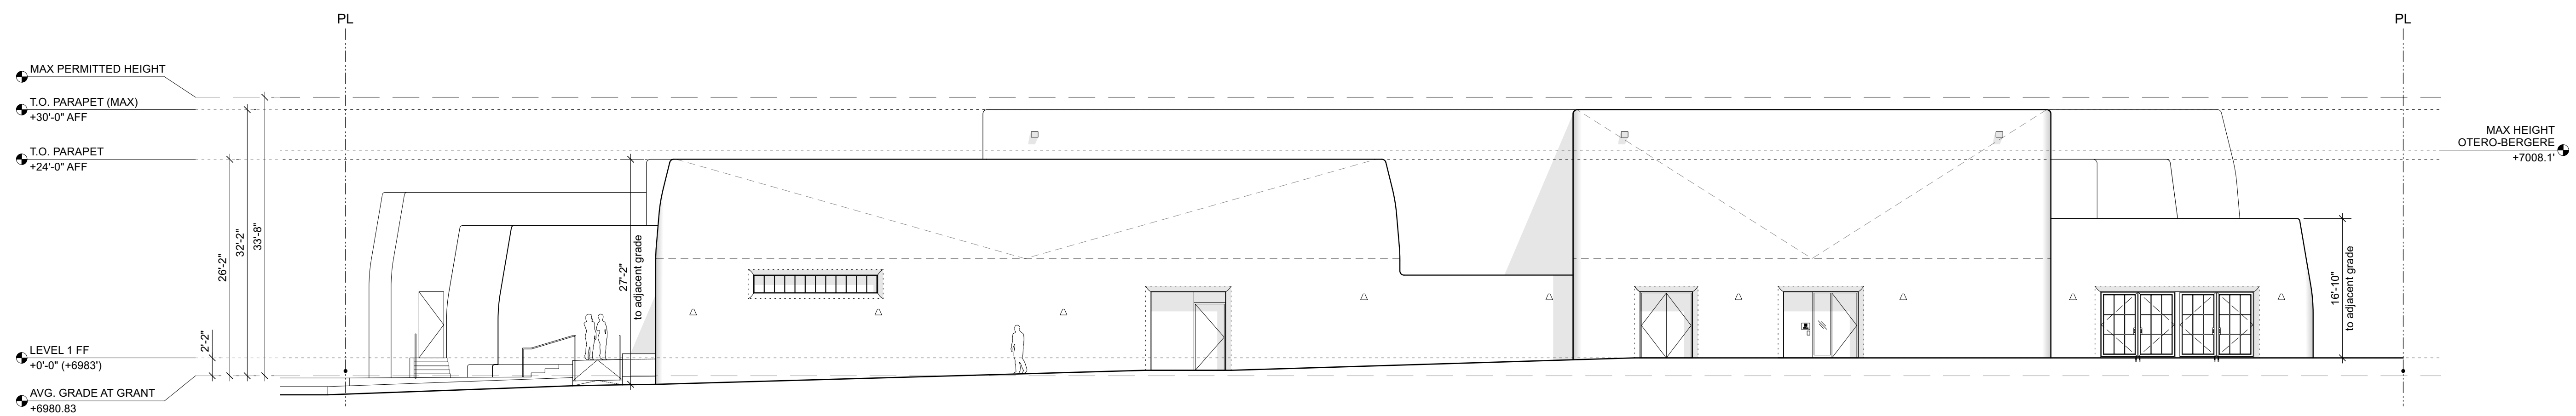 PL
PL
MAX PERMITTED HEIGHT
T.O. PARAPET (MAX)
+30'-0" AFF
T.O. PARAPET
+24'-0" AFF
MAX HEIGHT
OTERO-BERGERE
+7008.1'
26'-2"
32'-2"
33'-8"
2'-2"
27'-2"
to adjacent grade
16'-10"
to adjacent grade
LEVEL 1 FF
+0'-0" (+6983')
AVG. GRADE AT GRANT
+6980.83